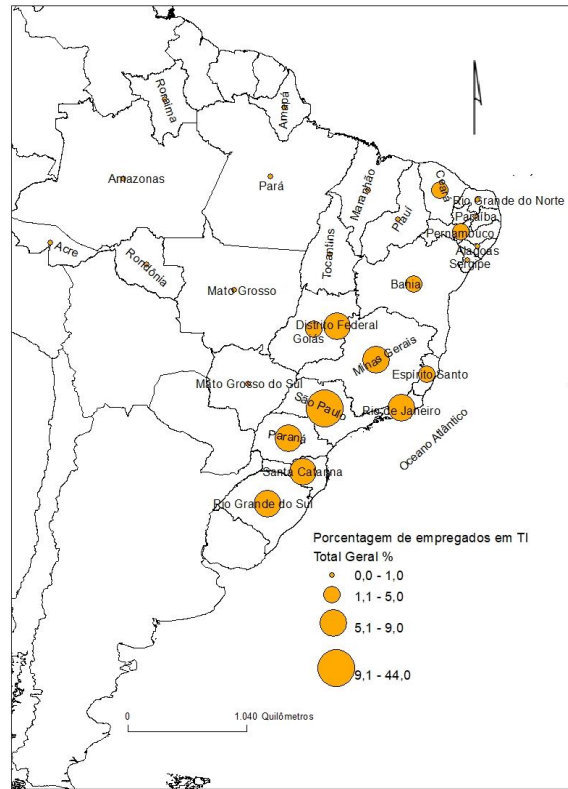 Roraima
Amapá
Amazonas
Pará
Maranhão
Ceará
Rio Grande do Norte
Piauí
Paraíba
Pernambuco
Alagoas
Sergipe
Acre
Rondônia
Tocantins
Mato Grosso
Bahia
Distrito Federal
Goiás
Minas Gerais
Espírito Santo
Mato Grosso do Sul
São Paulo
Rio de Janeiro
Oceano Atlântico
Paraná
Santa Catarina
Rio Grande do Sul
Porcentagem de empregados em TI
Total Geral %
0,0 - 1,0
1,1 - 5,0
5,1 - 9,0
9,1 - 44,0
0 1.040 Quilômetros